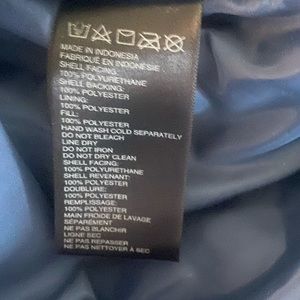 MADE IN INDONESIA
FABRIQUÉ EN INDONÉSIE
SHELL FACING:
100% POLYURETHANE
SHELL BACKING:
100% POLYESTER
LINING:
100% POLYESTER
FILL:
100% POLYESTER
HAND WASH COLD SEPARATELY
DO NOT BLEACH
LINE DRY
DO NOT IRON
DO NOT DRY CLEAN
SHELL FACING:
100% POLYURETHANE
SHELL REVENANT:
100% POLYESTER
DOUBLURE:
100% POLYESTER
REMPLISSAGE:
100% POLYESTER
MAIN FROIDE DE LAVAGE
SÉPARÉMENT
NE PAS BLANCHIR
LIGNE SEC
NE PAS REPASSER
NE PAS NETTOYER À SEC